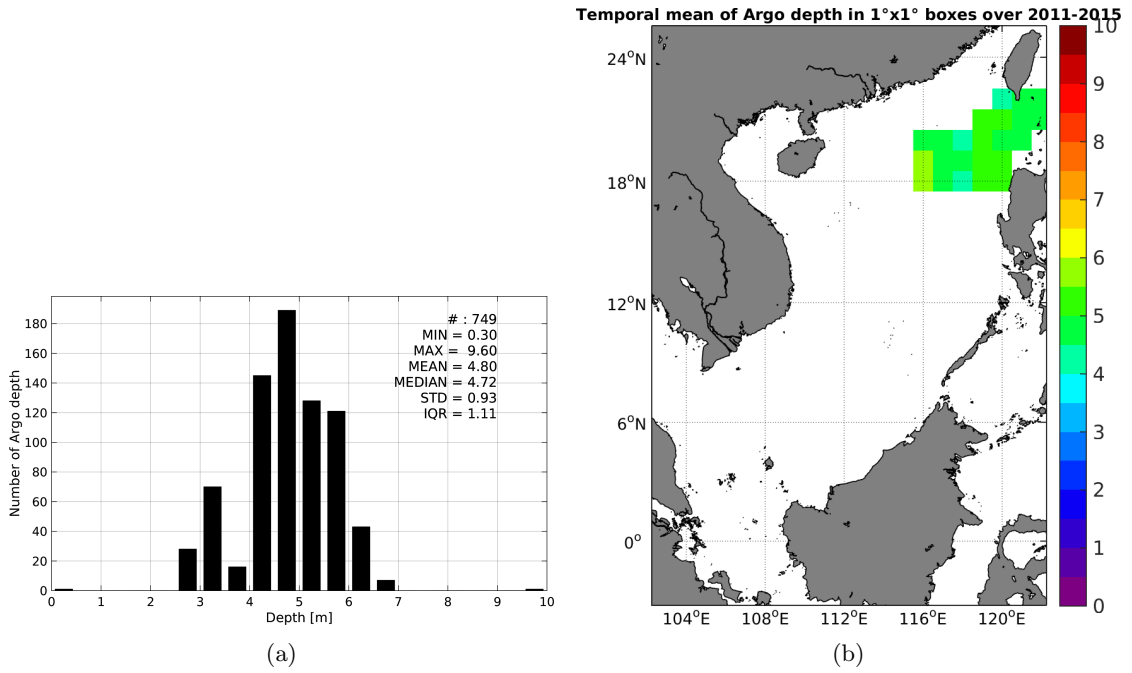 Temporal mean of Argo depth in 1°x1° boxes over 2011-2015
Number of Argo depth
180
160
140
120
100
80
60
40
20
0
# : 749
MIN = 0.30
MAX = 9.60
MEAN = 4.80
MEDIAN = 4.72
STD = 0.93
IQR = 1.11
0 1 2 3 4 5 6 7 8 9 10
Depth [m]
(a)
24°N
18°N
12°N
6°N
0°
104°E 108°E 112°E 116°E 120°E
10
9
8
7
6
5
4
3
2
1
0
(b)